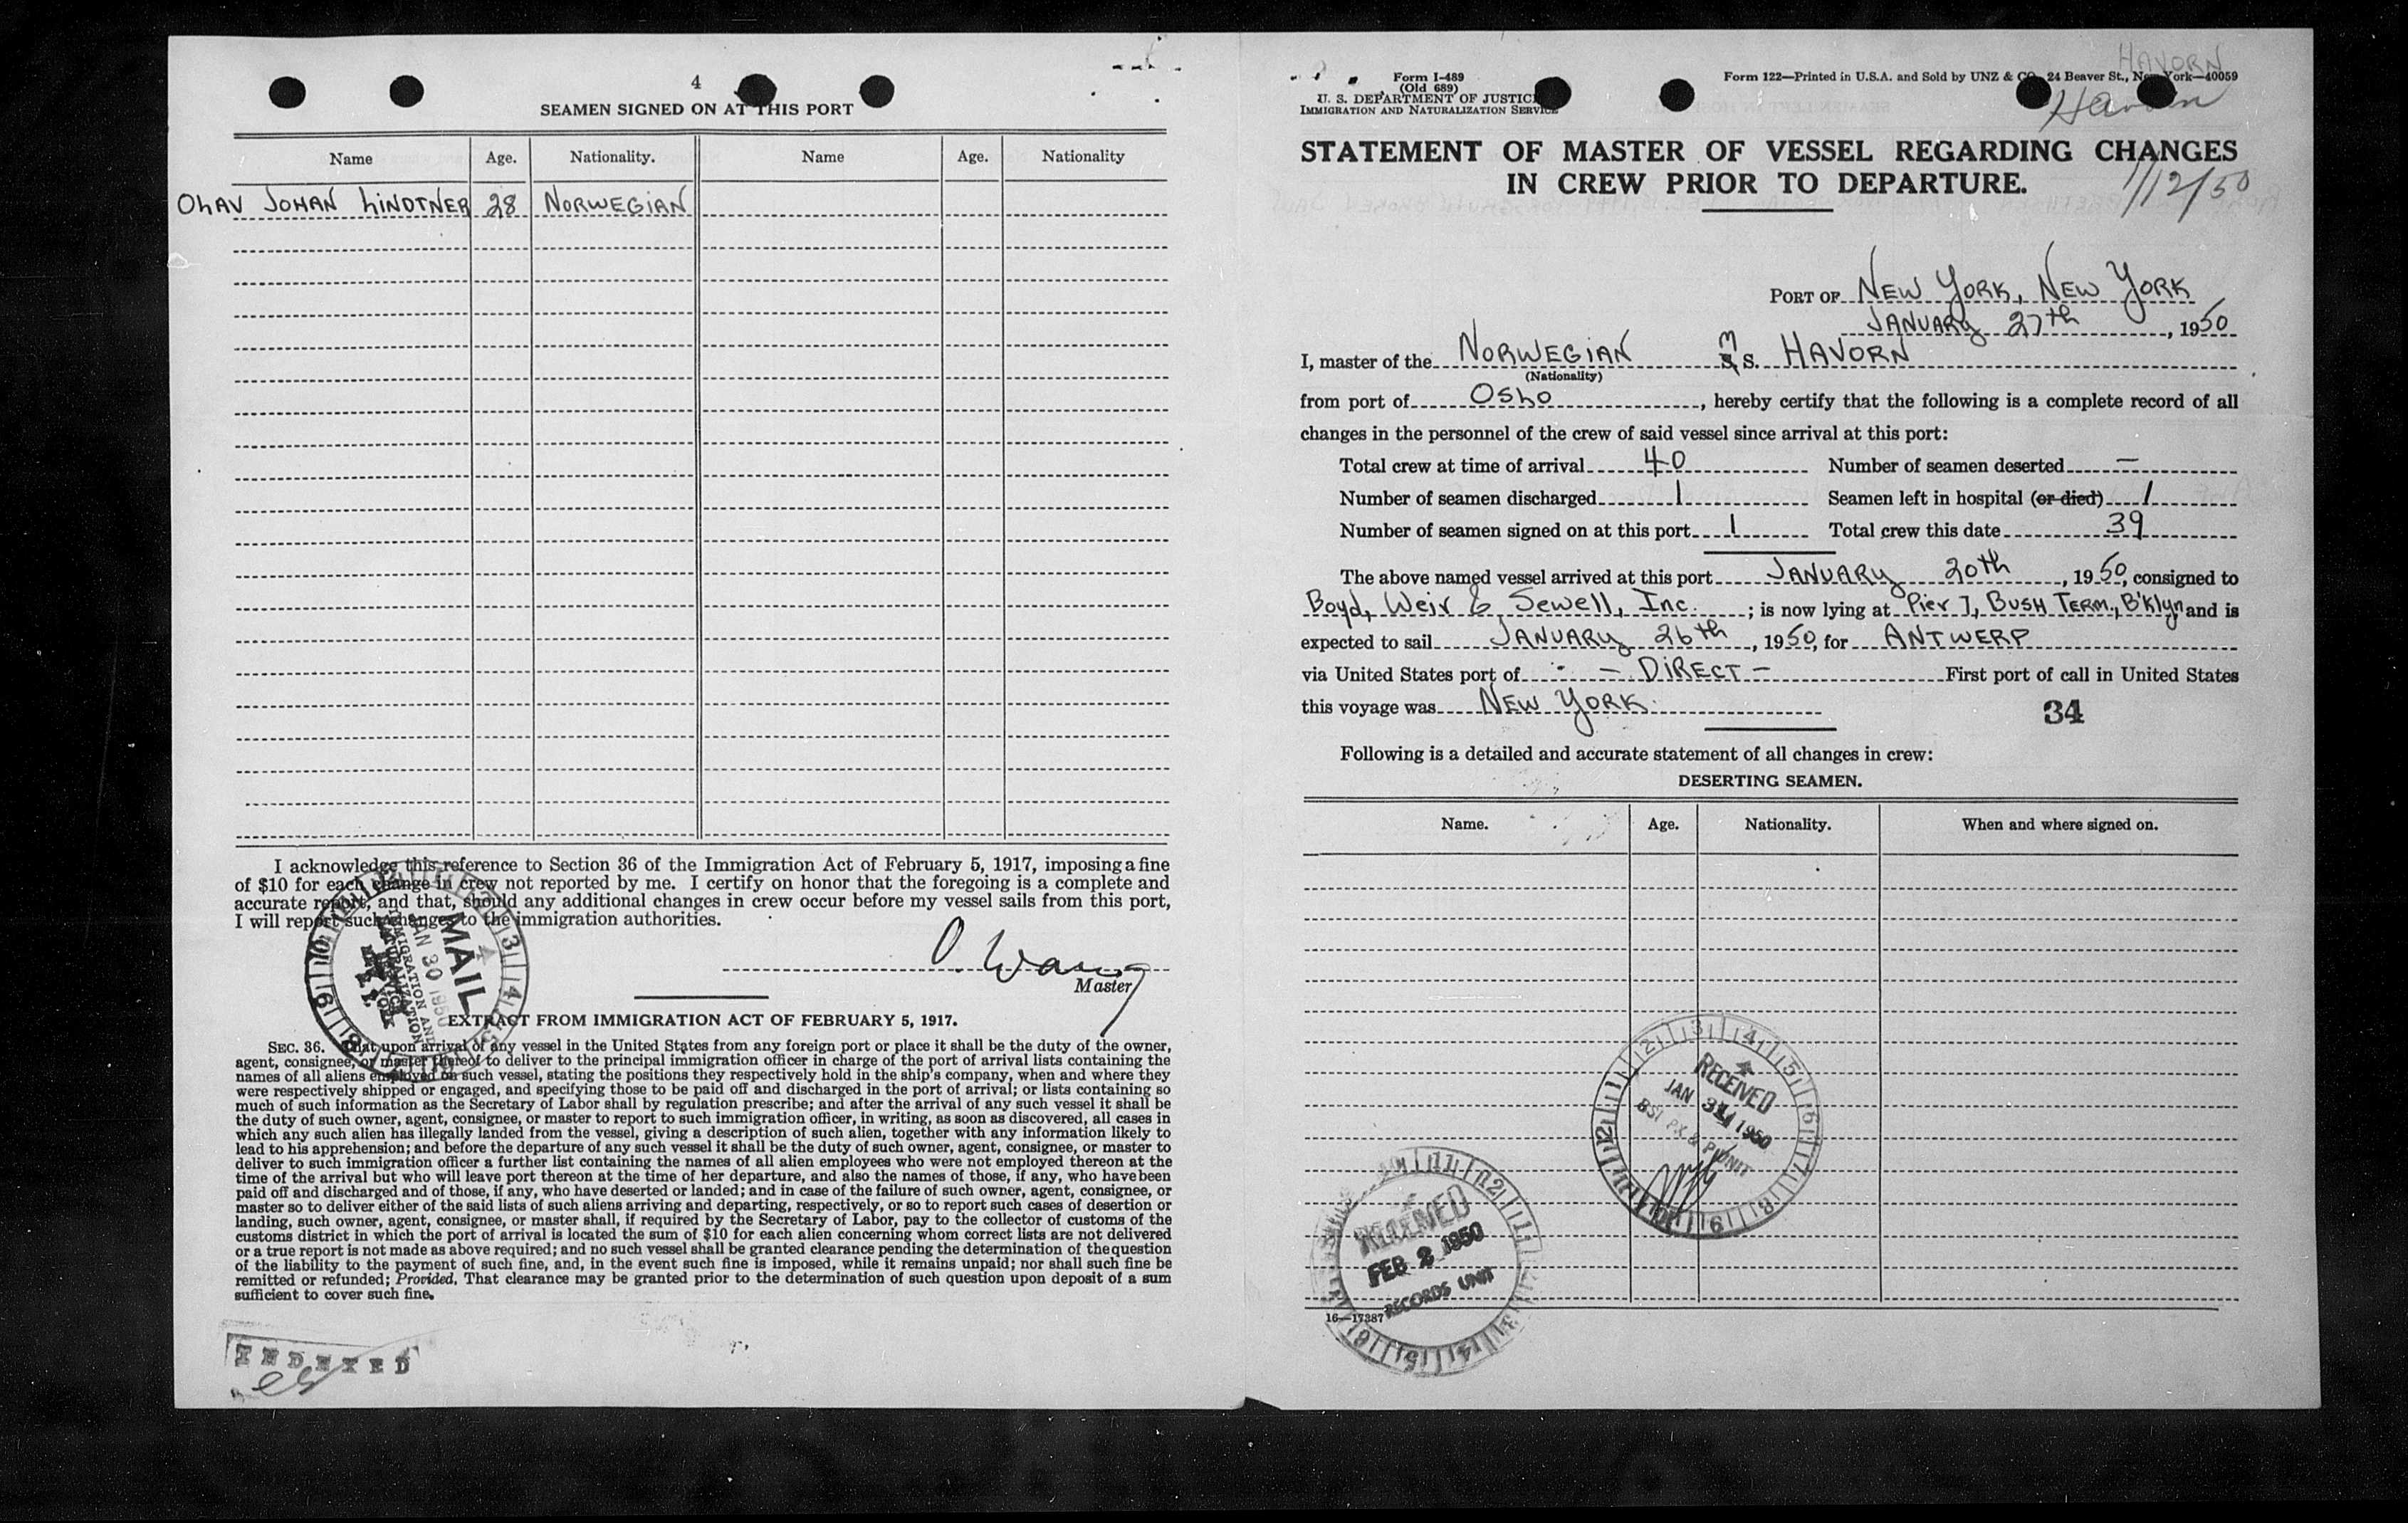 4
SEAMEN SIGNED ON AT THIS PORT
Name Age. Nationality. Name Age. Nationality
OLAV JOHAN LINDTNER 28 NORWEGIAN
I acknowledge this reference to Section 36 of the Immigration Act of February 5, 1917, imposing a fine
of $10 for each change in crew not reported by me. I certify on honor that the foregoing is a complete and
accurate report, and that, should any additional changes in crew occur before my vessel sails from this port,
I will report such changes to the immigration authorities.
MAIL
JAN 30 1950
IMMIGRATION AND
NATURALIZATION
Master
EXTRACT FROM IMMIGRATION ACT OF FEBRUARY 5, 1917.
SEC. 36. That upon arrival of any vessel in the United States from any foreign port or place it shall be the duty of the owner,
agent, consignee, or master thereof to deliver to the principal immigration officer in charge of the port of arrival lists containing the
names of all aliens employed on such vessel, stating the positions they respectively hold in the ship's company, when and where they
were respectively shipped or engaged, and specifying those to be paid off and discharged in the port of arrival; or lists containing so
much of such information as the Secretary of Labor shall by regulation prescribe; and after the arrival of any such vessel it shall be
the duty of such owner, agent, consignee, or master to report to such immigration officer, in writing, as soon as discovered, all cases in
which any such alien has illegally landed from the vessel, giving a description of such alien, together with any information likely to
lead to his apprehension; and before the departure of any such vessel it shall be the duty of such owner, agent, consignee, or master to
deliver to such immigration officer a further list containing the names of all alien employees who were not employed thereon at the
time of the arrival but who will leave port thereon at the time of her departure, and also the names of those, if any, who have been
paid off and discharged and of those, if any, who have deserted or landed; and in case of the failure of such owner, agent, consignee, or
master so to deliver either of the said lists of such aliens arriving and departing, respectively, or so to report such cases of desertion or
landing, such owner, agent, consignee, or master shall, if required by the Secretary of Labor, pay to the collector of customs of the
customs district in which the port of arrival is located the sum of $10 for each alien concerning whom correct lists are not delivered
or a true report is not made as above required; and no such vessel shall be granted clearance pending the determination of the question
of the liability to the payment of such fine, and, in the event such fine is imposed, while it remains unpaid; nor shall such fine be
remitted or refunded; Provided, That clearance may be granted prior to the determination of such question upon deposit of a sum
sufficient to cover such fine.
INDEXED
HAVORN
Form I-489
(Old 689)
U. S. DEPARTMENT OF JUSTICE
IMMIGRATION AND NATURALIZATION SERVICE
Form 122—Printed in U.S.A. and Sold by UNZ & CO. 24 Beaver St., New York—40059
Havorn
STATEMENT OF MASTER OF VESSEL REGARDING CHANGES
IN CREW PRIOR TO DEPARTURE.
1/12/50
PORT OF NEW YORK, NEW YORK
JANUARY 27th, 1950
I, master of the NORWEGIAN M S. HAVORN
(Nationality)
from port of OSLO, hereby certify that the following is a complete record of all
changes in the personnel of the crew of said vessel since arrival at this port:
Total crew at time of arrival 40 Number of seamen deserted —
Number of seamen discharged 1 Seamen left in hospital (or died) 1
Number of seamen signed on at this port 1 Total crew this date 39
The above named vessel arrived at this port JANUARY 20th, 1950, consigned to
Boyd, Weir & Sewell, Inc. ; is now lying at Pier 7, BUSH TERM., B'klyn and is
expected to sail JANUARY 26th, 1950, for ANTWERP
via United States port of — DIRECT — First port of call in United States
this voyage was NEW YORK.
34
Following is a detailed and accurate statement of all changes in crew:
DESERTING SEAMEN.
Name. Age. Nationality. When and where signed on.
RECEIVED
JAN 31 1950
RECEIVED
FEB 2 1950
RECORDS UNIT
16—17387